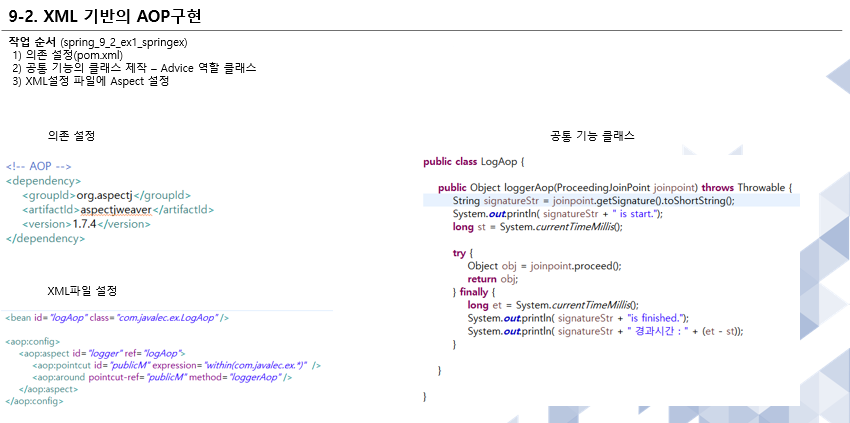 9-2. XML 기반의 AOP구현
작업 순서 (spring_9_2_ex1_springex)
1) 의존 설정(pom.xml)
2) 공통 기능의 클래스 제작 – Advice 역할 클래스
3) XML설정 파일에 Aspect 설정
의존 설정
<!-- AOP -->
<dependency>
<groupId>org.aspectj</groupId>
<artifactId>aspectjweaver</artifactId>
<version>1.7.4</version>
</dependency>
XML파일 설정
<bean id="logAop" class="com.javalec.ex.LogAop" />
<aop:config>
<aop:aspect id="logger" ref="logAop">
<aop:pointcut id="publicM" expression="within(com.javalec.ex.*)" />
<aop:around pointcut-ref="publicM" method="loggerAop" />
</aop:aspect>
</aop:config>
공통 기능 클래스
public class LogAop {
public Object loggerAop(ProceedingJoinPoint joinpoint) throws Throwable {
String signatureStr = joinpoint.getSignature().toShortString();
System.out.println( signatureStr + " is start.");
long st = System.currentTimeMillis();
try {
Object obj = joinpoint.proceed();
return obj;
} finally {
long et = System.currentTimeMillis();
System.out.println( signatureStr + "is finished.");
System.out.println( signatureStr + " 경과시간 : " + (et - st));
}
}
}